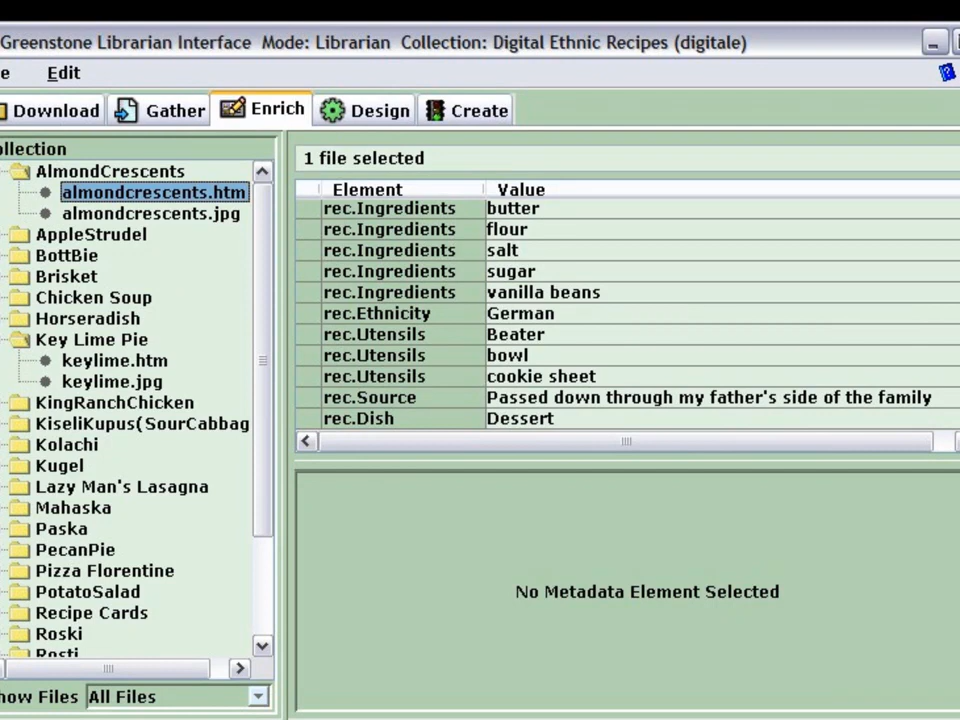 Greenstone Librarian Interface  Mode: Librarian  Collection: Digital Ethnic Recipes (digitale)
e Edit
Download Gather Enrich Design Create
ollection
AlmondCrescents
almondcrescents.htm
almondcrescents.jpg
AppleStrudel
BottBie
Brisket
Chicken Soup
Horseradish
Key Lime Pie
keylime.htm
keylime.jpg
KingRanchChicken
KiseliKupus(SourCabbag
Kolachi
Kugel
Lazy Man's Lasagna
Mahaska
Paska
PecanPie
Pizza Florentine
PotatoSalad
Recipe Cards
Roski
Rosti
how Files All Files
1 file selected
Element Value
rec.Ingredients butter
rec.Ingredients flour
rec.Ingredients salt
rec.Ingredients sugar
rec.Ingredients vanilla beans
rec.Ethnicity German
rec.Utensils Beater
rec.Utensils bowl
rec.Utensils cookie sheet
rec.Source Passed down through my father's side of the family
rec.Dish Dessert
No Metadata Element Selected